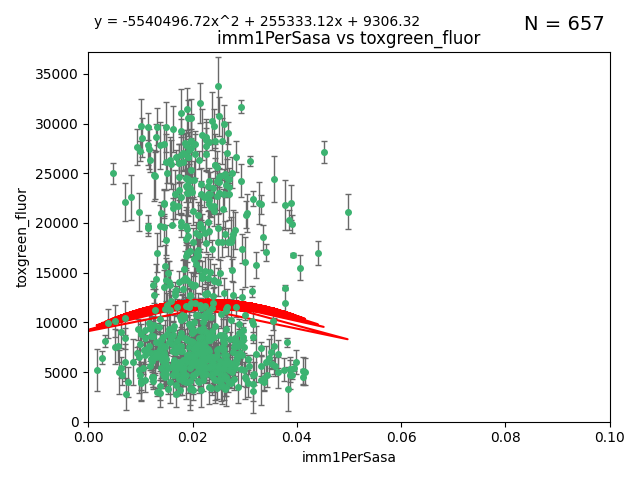 y = -5540496.72x^2 + 255333.12x + 9306.32
N = 657
imm1PerSasa vs toxgreen_fluor
35000
30000
25000
20000
15000
10000
5000
0
toxgreen_fluor
0.00 0.02 0.04 0.06 0.08 0.10
imm1PerSasa